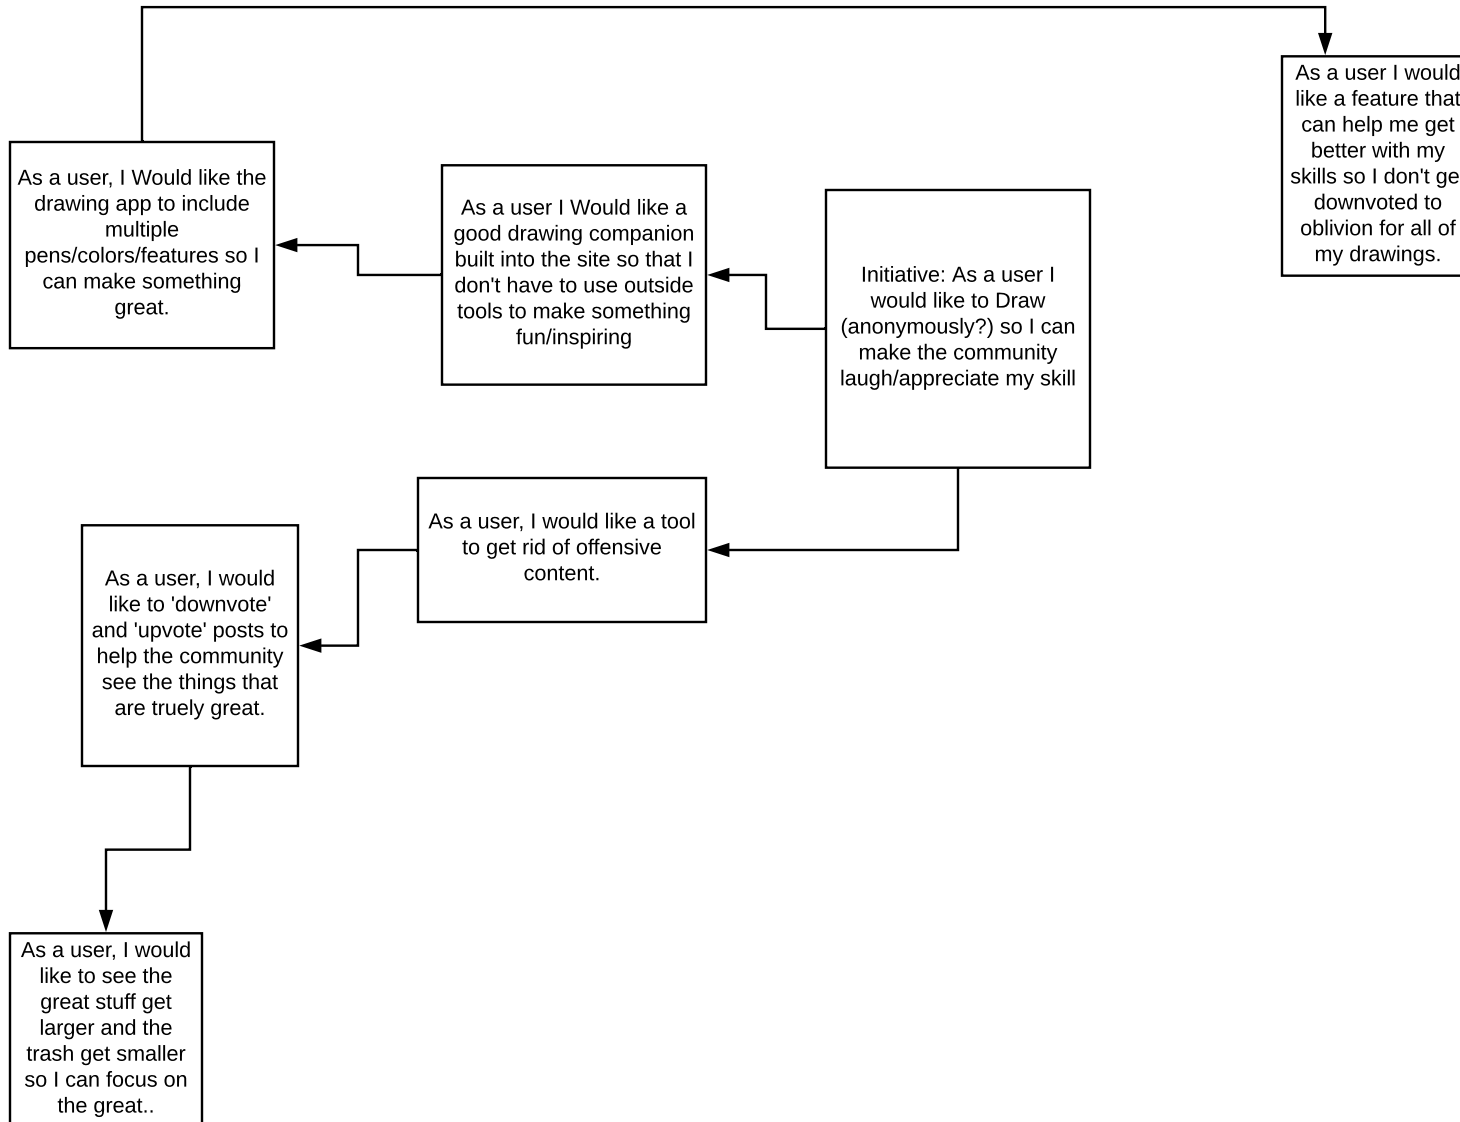 As a user I would
like a feature that
can help me get
better with my
skills so I don't ge
downvoted to
oblivion for all of
my drawings.
As a user, I Would like the
drawing app to include
multiple
pens/colors/features so I
can make something
great.
As a user I Would like a
good drawing companion
built into the site so that I
don't have to use outside
tools to make something
fun/inspiring
Initiative: As a user I
would like to Draw
(anonymously?) so I can
make the community
laugh/appreciate my skill
As a user, I would like a tool
to get rid of offensive
content.
As a user, I would
like to 'downvote'
and 'upvote' posts to
help the community
see the things that
are truely great.
As a user, I would
like to see the
great stuff get
larger and the
trash get smaller
so I can focus on
the great..